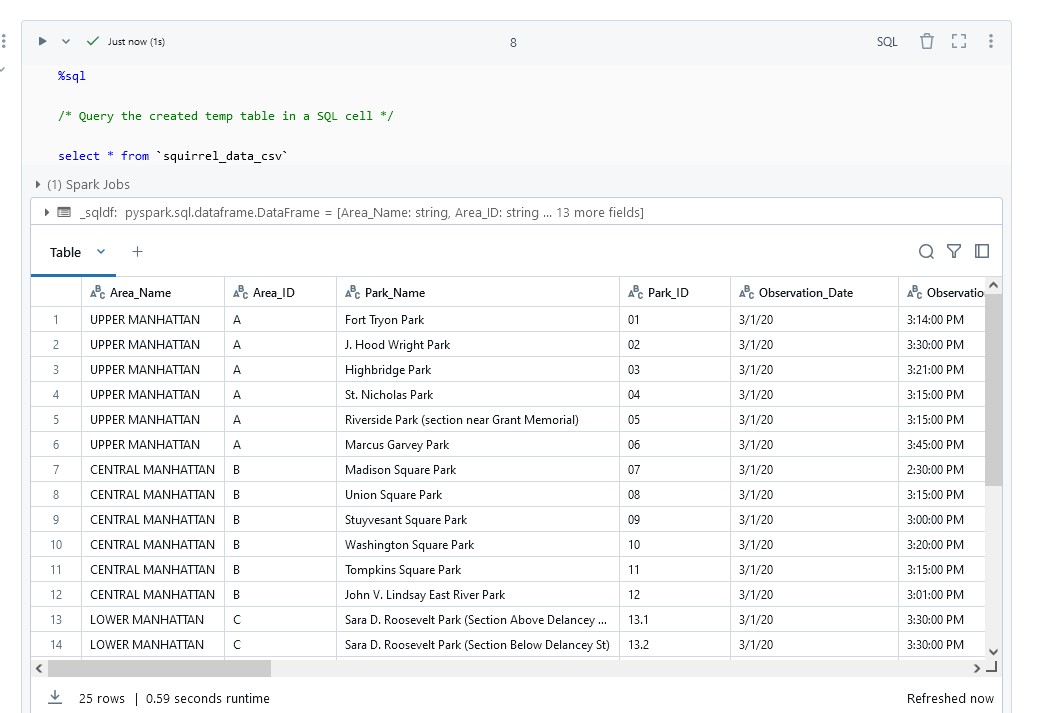 Just now (1s) 8 SQL
%sql
/* Query the created temp table in a SQL cell */
select * from `squirrel_data_csv`
(1) Spark Jobs
_sqldf: pyspark.sql.dataframe.DataFrame = [Area_Name: string, Area_ID: string ... 13 more fields]
Table +
ABC Area_Name ABC Area_ID ABC Park_Name ABC Park_ID ABC Observation_Date ABC Observatio
1 UPPER MANHATTAN A Fort Tryon Park 01 3/1/20 3:14:00 PM
2 UPPER MANHATTAN A J. Hood Wright Park 02 3/1/20 3:30:00 PM
3 UPPER MANHATTAN A Highbridge Park 03 3/1/20 3:21:00 PM
4 UPPER MANHATTAN A St. Nicholas Park 04 3/1/20 3:15:00 PM
5 UPPER MANHATTAN A Riverside Park (section near Grant Memorial) 05 3/1/20 3:15:00 PM
6 UPPER MANHATTAN A Marcus Garvey Park 06 3/1/20 3:45:00 PM
7 CENTRAL MANHATTAN B Madison Square Park 07 3/1/20 2:30:00 PM
8 CENTRAL MANHATTAN B Union Square Park 08 3/1/20 3:15:00 PM
9 CENTRAL MANHATTAN B Stuyvesant Square Park 09 3/1/20 3:00:00 PM
10 CENTRAL MANHATTAN B Washington Square Park 10 3/1/20 3:20:00 PM
11 CENTRAL MANHATTAN B Tompkins Square Park 11 3/1/20 3:15:00 PM
12 CENTRAL MANHATTAN B John V. Lindsay East River Park 12 3/1/20 3:01:00 PM
13 LOWER MANHATTAN C Sara D. Roosevelt Park (Section Above Delancey ... 13.1 3/1/20 3:30:00 PM
14 LOWER MANHATTAN C Sara D. Roosevelt Park (Section Below Delancey St) 13.2 3/1/20 3:30:00 PM
25 rows | 0.59 seconds runtime Refreshed now